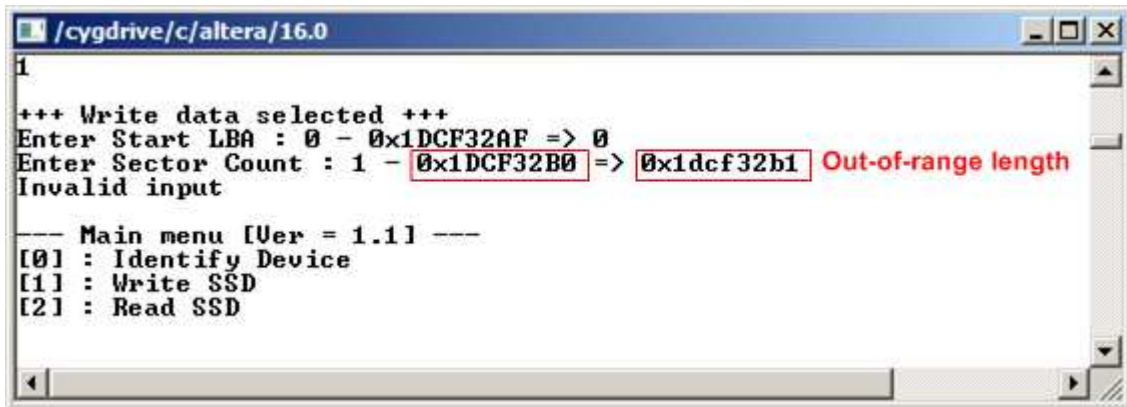 /cygdrive/c/altera/16.0
1
+++ Write data selected +++
Enter Start LBA : 0 - 0x1DCF32AF => 0
Enter Sector Count : 1 - 0x1DCF32B0 => 0x1dcf32b1 Out-of-range length
Invalid input
--- Main menu [Ver = 1.1] ---
[0] : Identify Device
[1] : Write SSD
[2] : Read SSD